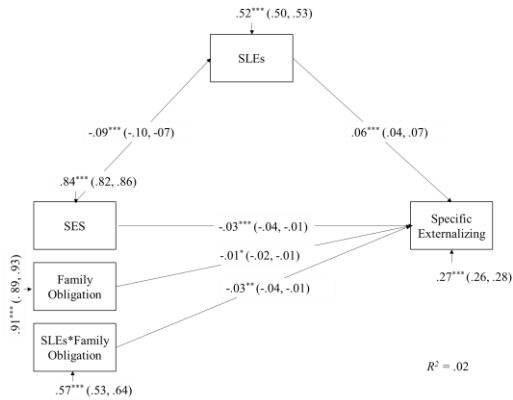 .52*** (.50, .53)
SLEs
-.09*** (-.10, -07)
.06*** (.04, .07)
.84*** (.82, .86)
SES
-.03*** (-.04, -.01)
Specific
Externalizing
-.01* (-.02, -.01)
.91*** (. 89, .93)
Family
Obligation
-.03** (-.04, -.01)
.27*** (.26, .28)
SLEs*Family
Obligation
R² = .02
.57*** (.53, .64)